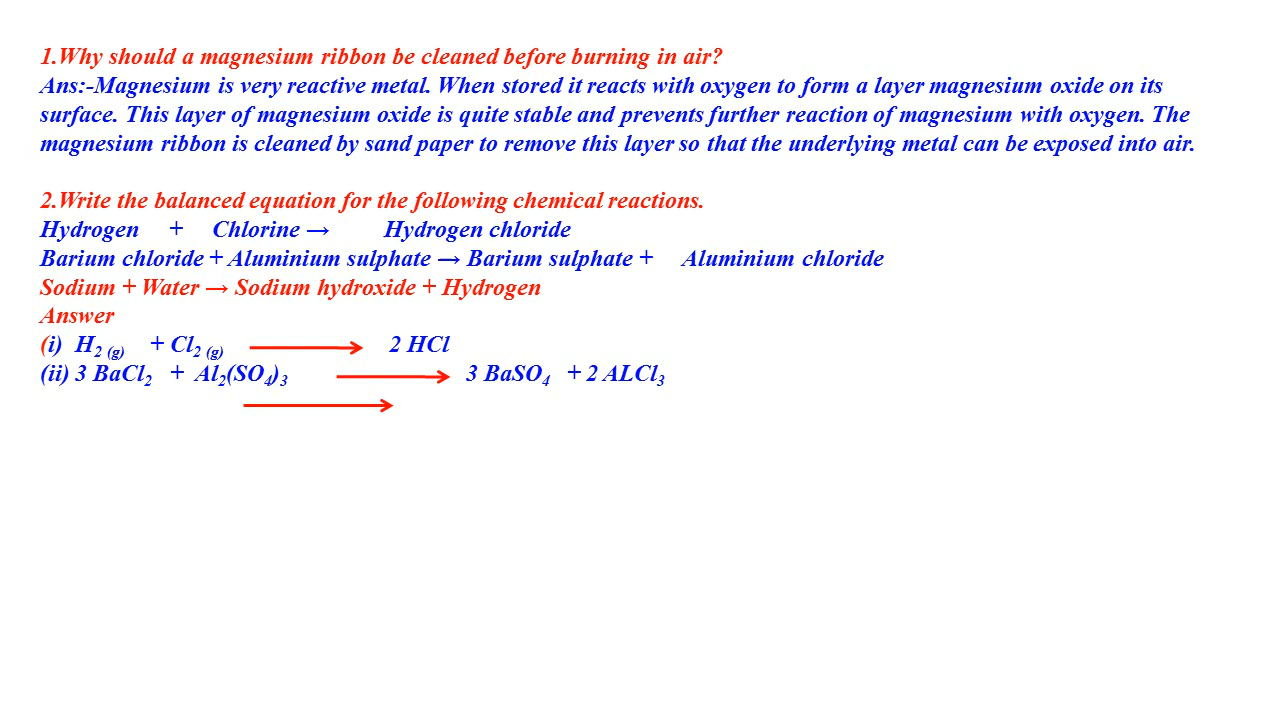 1.Why should a magnesium ribbon be cleaned before burning in air?
Ans:-Magnesium is very reactive metal. When stored it reacts with oxygen to form a layer magnesium oxide on its
surface. This layer of magnesium oxide is quite stable and prevents further reaction of magnesium with oxygen. The
magnesium ribbon is cleaned by sand paper to remove this layer so that the underlying metal can be exposed into air.
2.Write the balanced equation for the following chemical reactions.
Hydrogen + Chlorine → Hydrogen chloride
Barium chloride + Aluminium sulphate → Barium sulphate + Aluminium chloride
Sodium + Water → Sodium hydroxide + Hydrogen
Answer
(i) H₂ (g) + Cl₂ (g) → 2 HCl
(ii) 3 BaCl₂ + Al₂(SO₄)₃ → 3 BaSO₄ + 2 ALCl₃
→